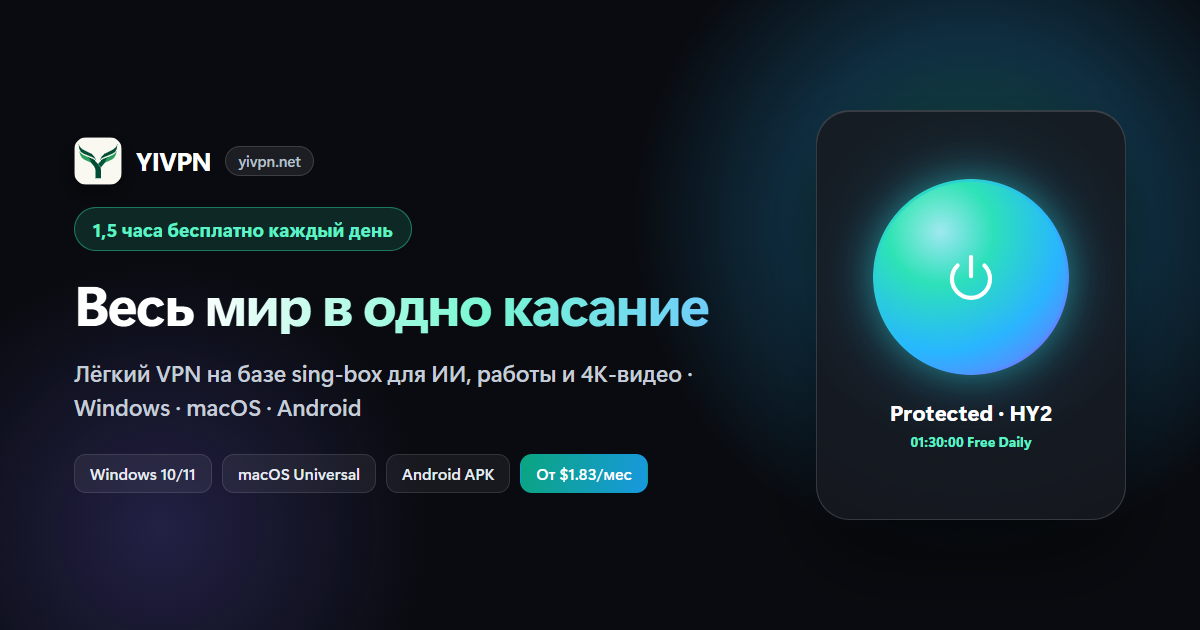 YIVPN
yivpn.net
1,5 часа бесплатно каждый день
Весь мир в одно касание
Лёгкий VPN на базе sing-box для ИИ, работы и 4K-видео ·
Windows · macOS · Android
Windows 10/11
macOS Universal
Android APK
От $1.83/мес
Protected · HY2
01:30:00 Free Daily